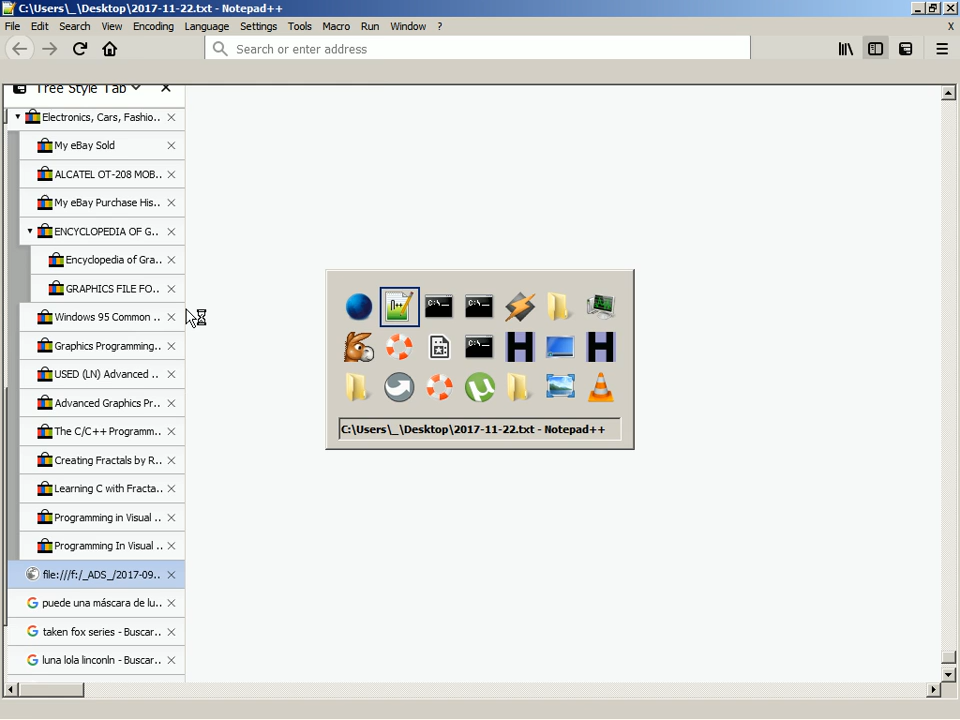 C:\Users\_\Desktop\2017-11-22.txt - Notepad++
File Edit Search View Encoding Language Settings Tools Macro Run Window ? X
Search or enter address
Tree Style Tab
Electronics, Cars, Fashio..
My eBay Sold
ALCATEL OT-208 MOB..
My eBay Purchase His..
ENCYCLOPEDIA OF G..
Encyclopedia of Gra..
GRAPHICS FILE FO..
Windows 95 Common ..
Graphics Programming..
USED (LN) Advanced ..
Advanced Graphics Pr..
The C/C++ Programm..
Creating Fractals by R..
Learning C with Fracta..
Programming in Visual ..
Programming In Visual ..
file:///f:/_ADS_/2017-09..
puede una máscara de lu..
taken fox series - Buscar..
luna lola linconln - Buscar..
C:\_
C:\_
C:\_
C:\Users\_\Desktop\2017-11-22.txt - Notepad++